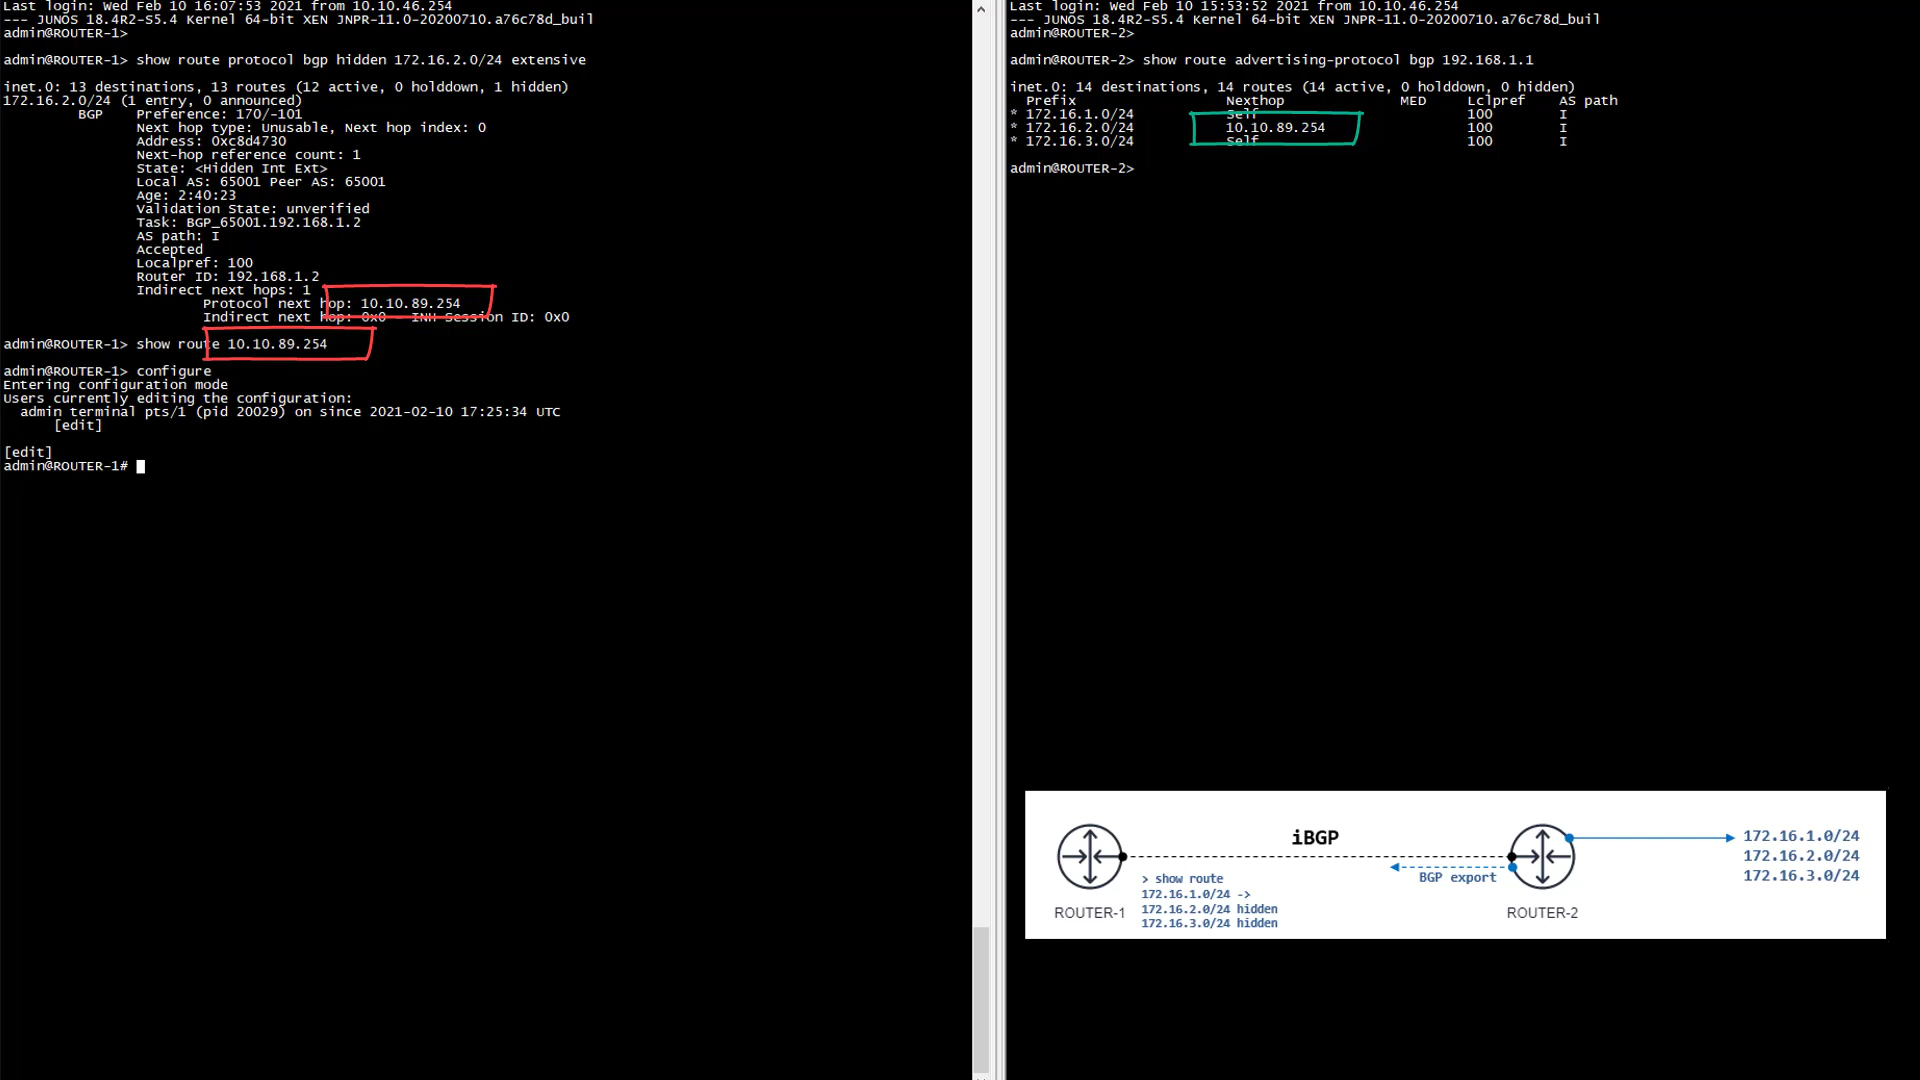 Last login: Wed Feb 10 16:07:53 2021 from 10.10.46.254
--- JUNOS 18.4R2-S5.4 Kernel 64-bit XEN JNPR-11.0-20200710.a76c78d_buil
admin@ROUTER-1>
admin@ROUTER-1> show route protocol bgp hidden 172.16.2.0/24 extensive
inet.0: 13 destinations, 13 routes (12 active, 0 holddown, 1 hidden)
172.16.2.0/24 (1 entry, 0 announced)
BGP Preference: 170/-101
Next hop type: Unusable, Next hop index: 0
Address: 0xc8d4730
Next-hop reference count: 1
State: <Hidden Int Ext>
Local AS: 65001 Peer AS: 65001
Age: 2:40:23
Validation State: unverified
Task: BGP_65001.192.168.1.2
AS path: I
Accepted
Localpref: 100
Router ID: 192.168.1.2
Indirect next hops: 1
Protocol next hop: 10.10.89.254
Indirect next hop: 0x0 - INH Session ID: 0x0
admin@ROUTER-1> show route 10.10.89.254
admin@ROUTER-1> configure
Entering configuration mode
Users currently editing the configuration:
admin terminal pts/1 (pid 20029) on since 2021-02-10 17:25:34 UTC
[edit]
[edit]
admin@ROUTER-1#
Last login: Wed Feb 10 15:53:52 2021 from 10.10.46.254
--- JUNOS 18.4R2-S5.4 Kernel 64-bit XEN JNPR-11.0-20200710.a76c78d_buil
admin@ROUTER-2>
admin@ROUTER-2> show route advertising-protocol bgp 192.168.1.1
inet.0: 14 destinations, 14 routes (14 active, 0 holddown, 0 hidden)
Prefix Nexthop MED Lclpref AS path
* 172.16.1.0/24 Self 100 I
* 172.16.2.0/24 10.10.89.254 100 I
* 172.16.3.0/24 Self 100 I
admin@ROUTER-2>
iBGP
BGP export
> show route
172.16.1.0/24 ->
172.16.2.0/24 hidden
172.16.3.0/24 hidden
ROUTER-1
ROUTER-2
172.16.1.0/24
172.16.2.0/24
172.16.3.0/24